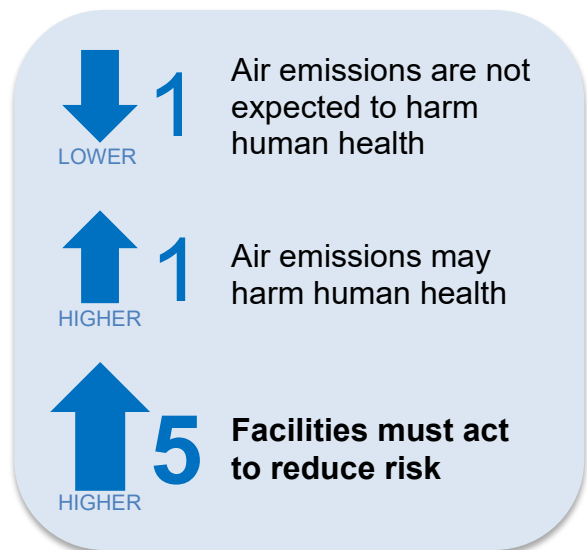 1
Air emissions are not
expected to harm
human health
LOWER
1
Air emissions may
harm human health
HIGHER
5
Facilities must act
to reduce risk
HIGHER